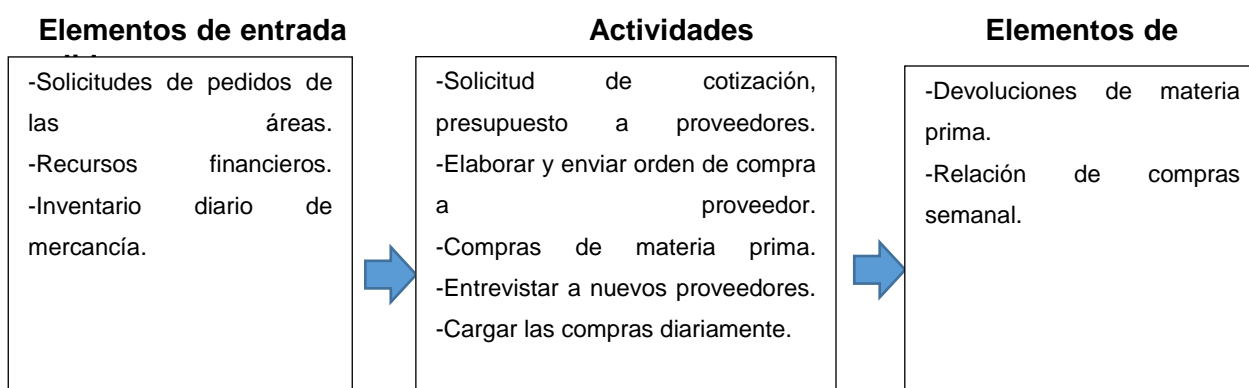 Elementos de entrada
Actividades
Elementos de
-Solicitudes de pedidos de
las áreas.
-Recursos financieros.
-Inventario diario de
mercancía.
-Solicitud de cotización,
presupuesto a proveedores.
-Elaborar y enviar orden de compra
a proveedor.
-Compras de materia prima.
-Entrevistar a nuevos proveedores.
-Cargar las compras diariamente.
-Devoluciones de materia
prima.
-Relación de compras
semanal.